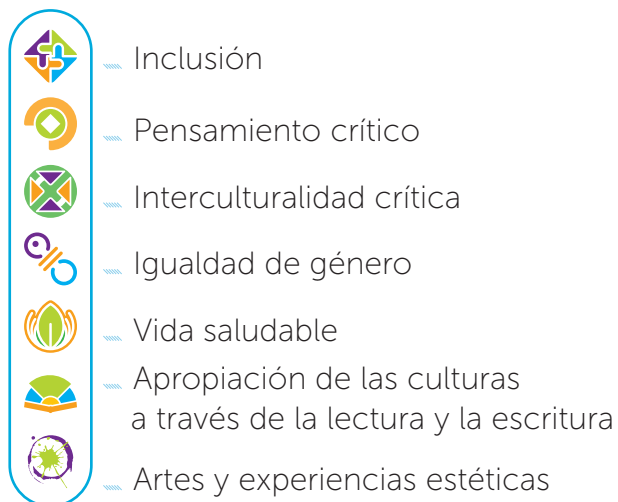 Inclusión
Pensamiento crítico
Interculturalidad crítica
Igualdad de género
Vida saludable
Apropiación de las culturas
a través de la lectura y la escritura
Artes y experiencias estéticas